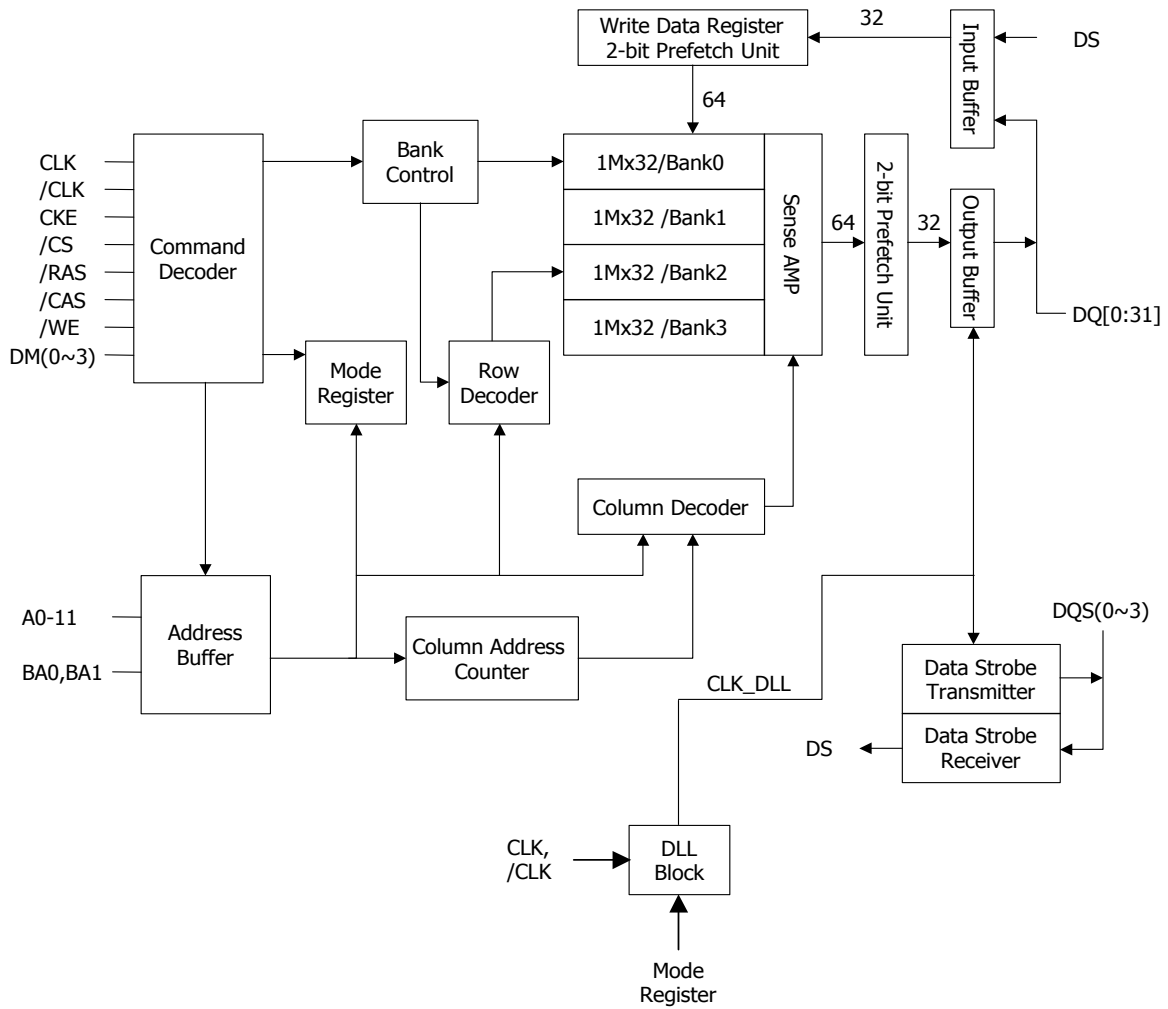 Write Data Register
2-bit Prefetch Unit
32
Input Buffer
DS
64
CLK
/CLK
CKE
/CS
/RAS
/CAS
/WE
DM(0~3)
Command
Decoder
Bank
Control
1Mx32/Bank0
1Mx32 /Bank1
1Mx32 /Bank2
1Mx32 /Bank3
Sense AMP
64
2-bit Prefetch Unit
32
Output Buffer
DQ[0:31]
Mode
Register
Row
Decoder
Column Decoder
A0-11
BA0,BA1
Address
Buffer
Column Address
Counter
CLK_DLL
DQS(0~3)
Data Strobe
Transmitter
Data Strobe
Receiver
DS
CLK,
/CLK
DLL
Block
Mode
Register